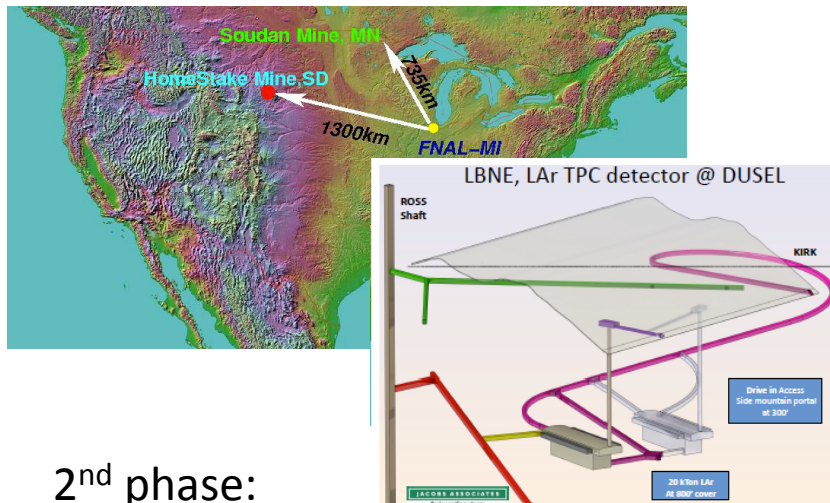 Soudan Mine, MN
HomeStake Mine,SD
735km
1300km
FNAL-MI
LBNE, LAr TPC detector @ DUSEL
ROSS
Shaft
KIRK
Drive in Access
Side mountain portal
at 300'
20 kTon LAr
At 800' cover
JACOBS ASSOCIATES
2nd phase: